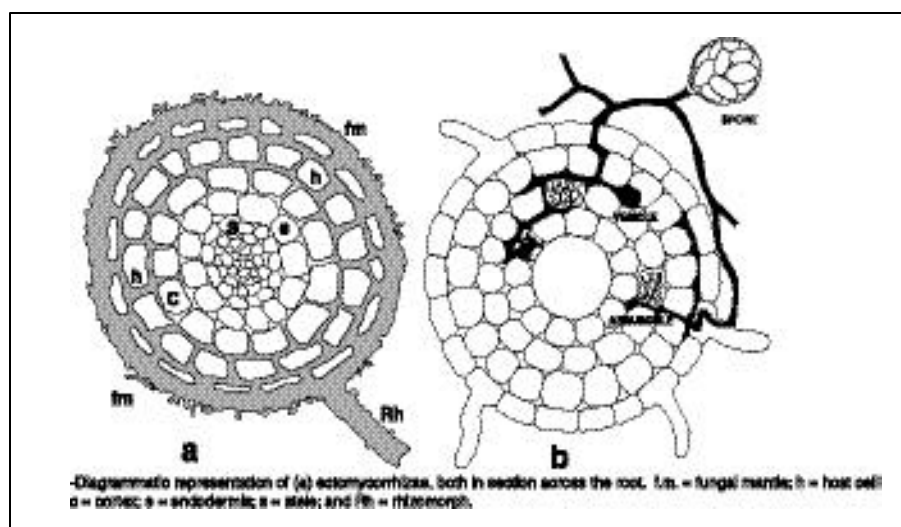 fm
h
s
e
h
C
fm
Rh
a
SPORE
VESICLE
ARBUSCULE
b
-Diagrammatic representation of (a) ectomycorrhizae, both in section across the root. f.m. = fungal mantle; h = host cell;
c = cortex; e = endodermis; s = stele; and Rh = rhizomorph.